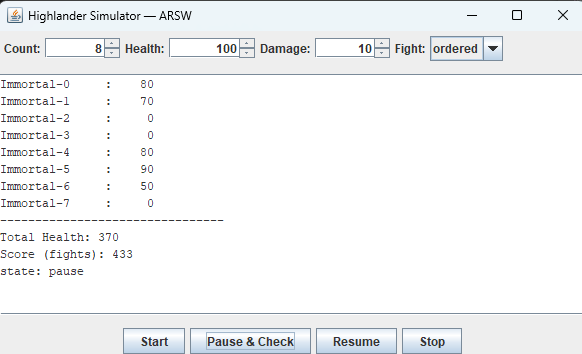 Highlander Simulator — ARSW
Count: 8 Health: 100 Damage: 10 Fight: ordered
Immortal-0 : 80
Immortal-1 : 70
Immortal-2 : 0
Immortal-3 : 0
Immortal-4 : 80
Immortal-5 : 90
Immortal-6 : 50
Immortal-7 : 0
--------------------------------
Total Health: 370
Score (fights): 433
state: pause
Start Pause & Check Resume Stop